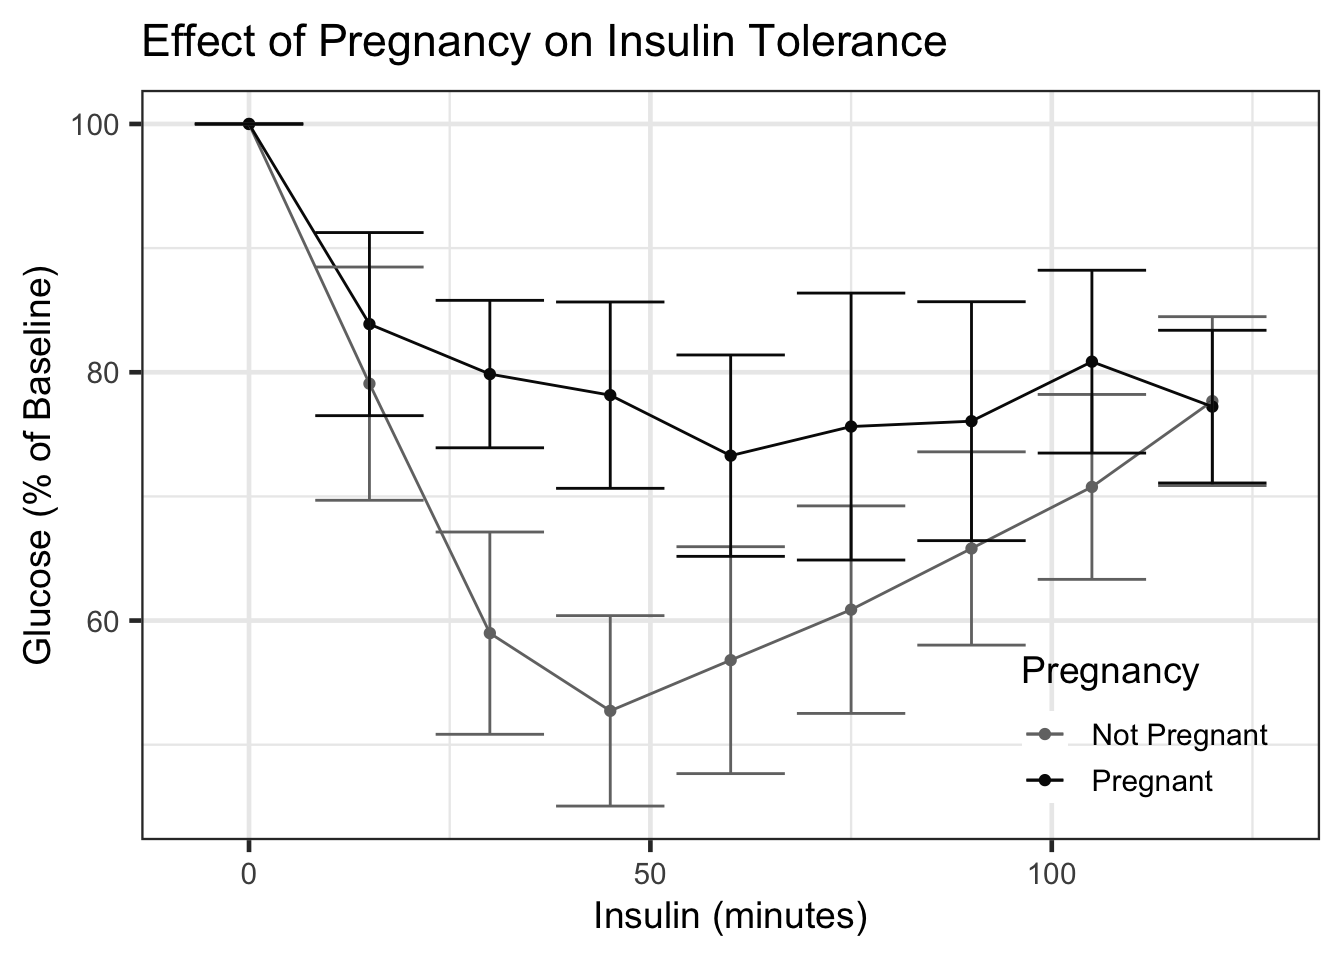 Effect of Pregnancy on Insulin Tolerance
100
80
60
Glucose (% of Baseline)
Pregnancy
Not Pregnant
Pregnant
0 50 100
Insulin (minutes)